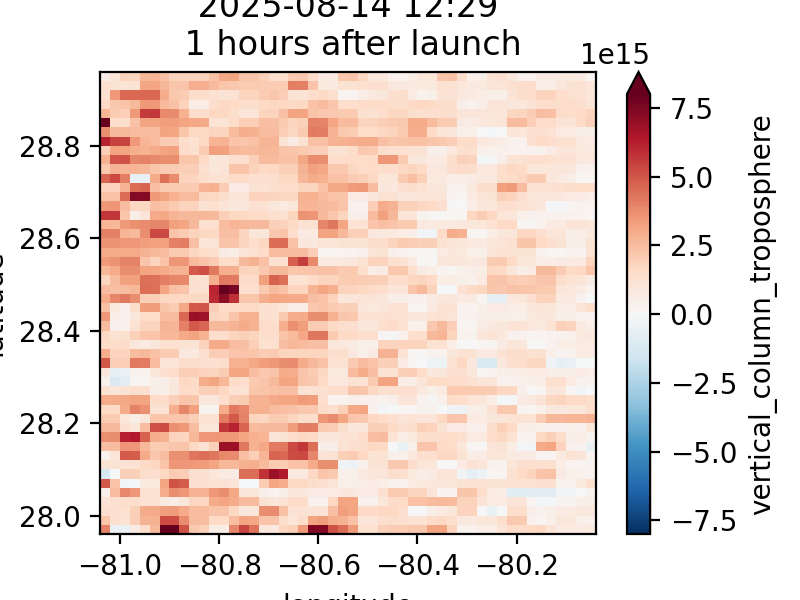 2025-08-14 12:29
1 hours after launch
1e15
28.8
28.6
28.4
28.2
28.0
−81.0 −80.8 −80.6 −80.4 −80.2
7.5
5.0
2.5
0.0
−2.5
−5.0
−7.5
vertical_column_troposphere
longitude